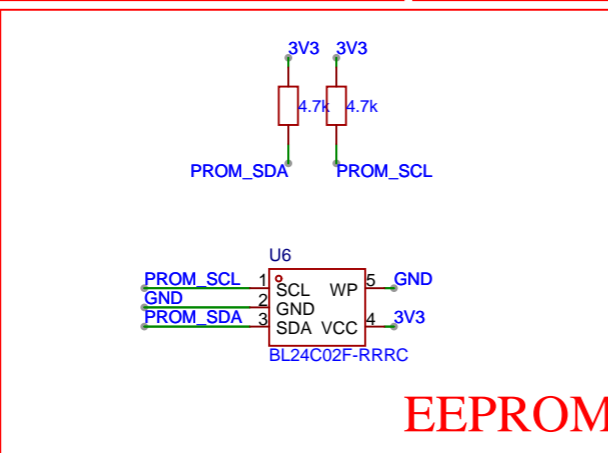 3V3 3V3
4.7k 4.7k
PROM_SDA PROM_SCL
U6
PROM_SCL 1 SCL WP 5 GND
GND 2 GND
PROM_SDA 3 SDA VCC 4 3V3
BL24C02F-RRRC
EEPROM